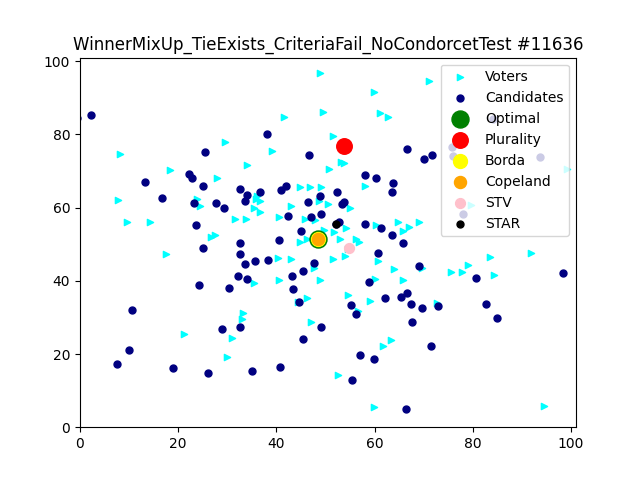 WinnerMixUp_TieExists_CriteriaFail_NoCondorcetTest #11636
100
80
60
40
20
0
0
20
40
60
80
100
Voters
Candidates
Optimal
Plurality
Borda
Copeland
STV
STAR